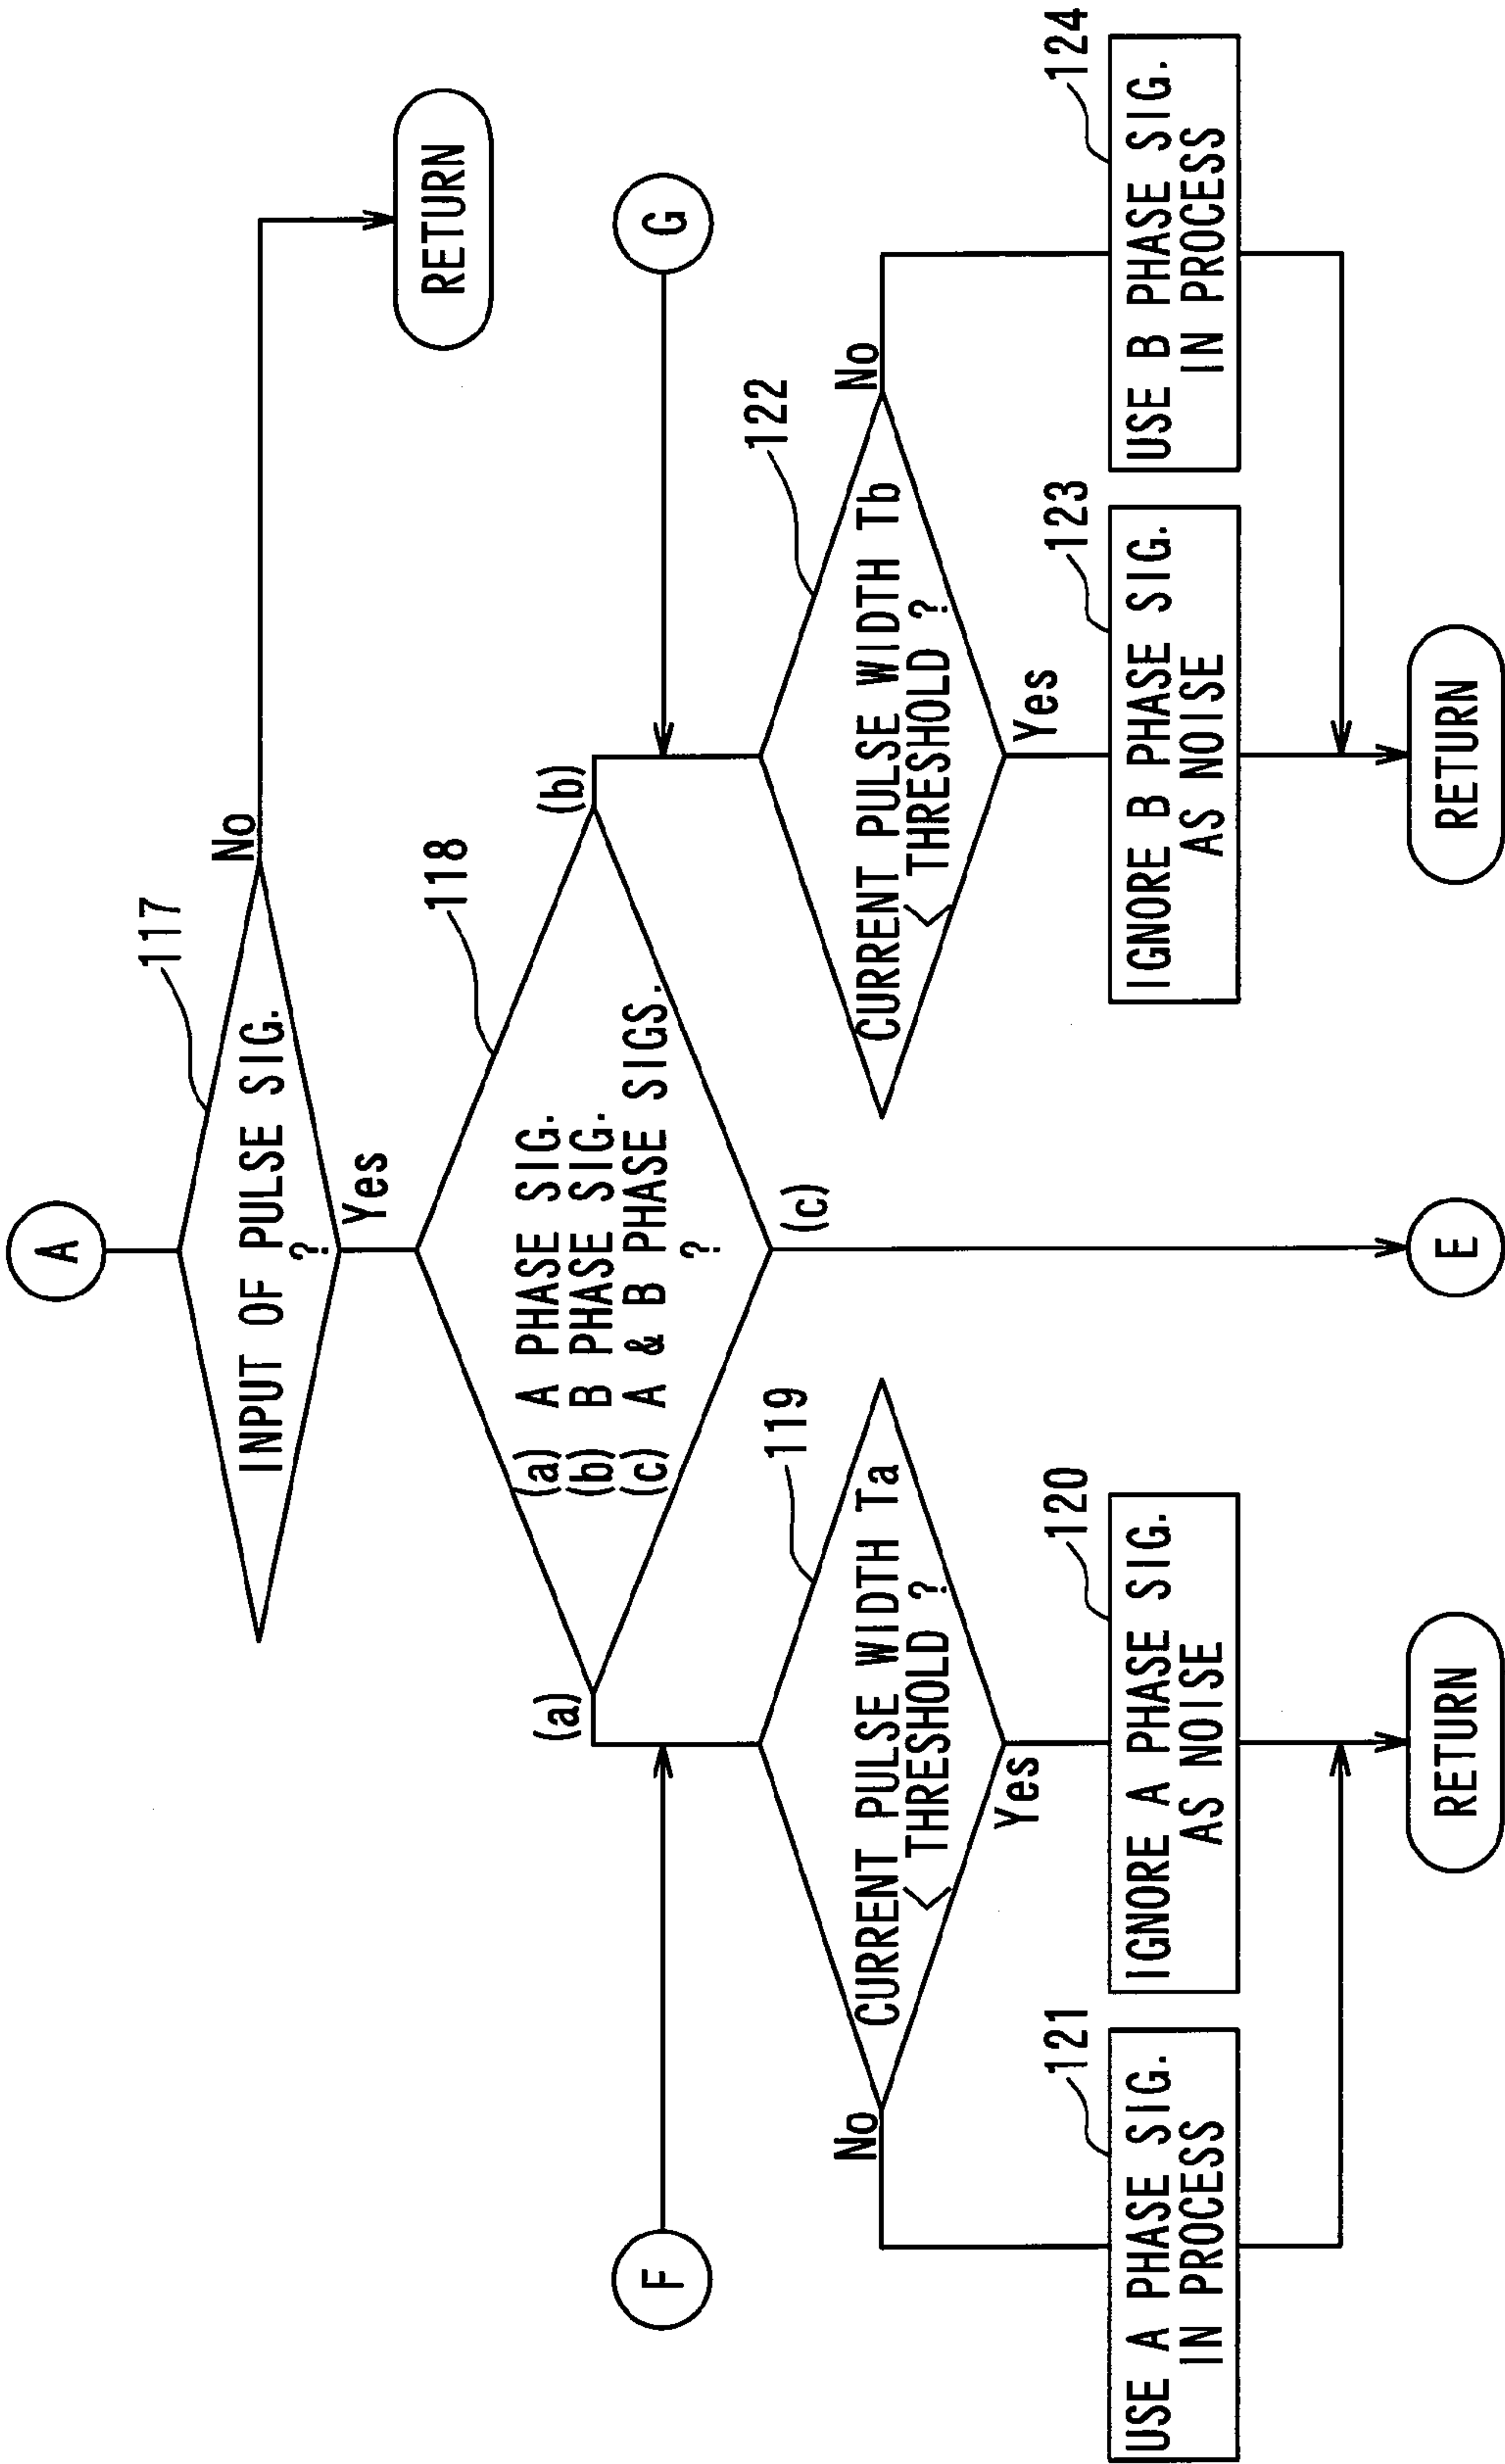 A
117
INPUT OF PULSE SIG.
?
No
Yes
RETURN
118
(a) A PHASE SIG.
(b) B PHASE SIG.
(c) A & B PHASE SIGS.
?
(a)
(b)
(c)
F
G
119
CURRENT PULSE WIDTH Ta
< THRESHOLD ?
No
Yes
122
CURRENT PULSE WIDTH Tb
< THRESHOLD ?
No
Yes
121
USE A PHASE SIG.
IN PROCESS
120
IGNORE A PHASE SIG.
AS NOISE
123
IGNORE B PHASE SIG.
AS NOISE
124
USE B PHASE SIG.
IN PROCESS
RETURN
E
RETURN